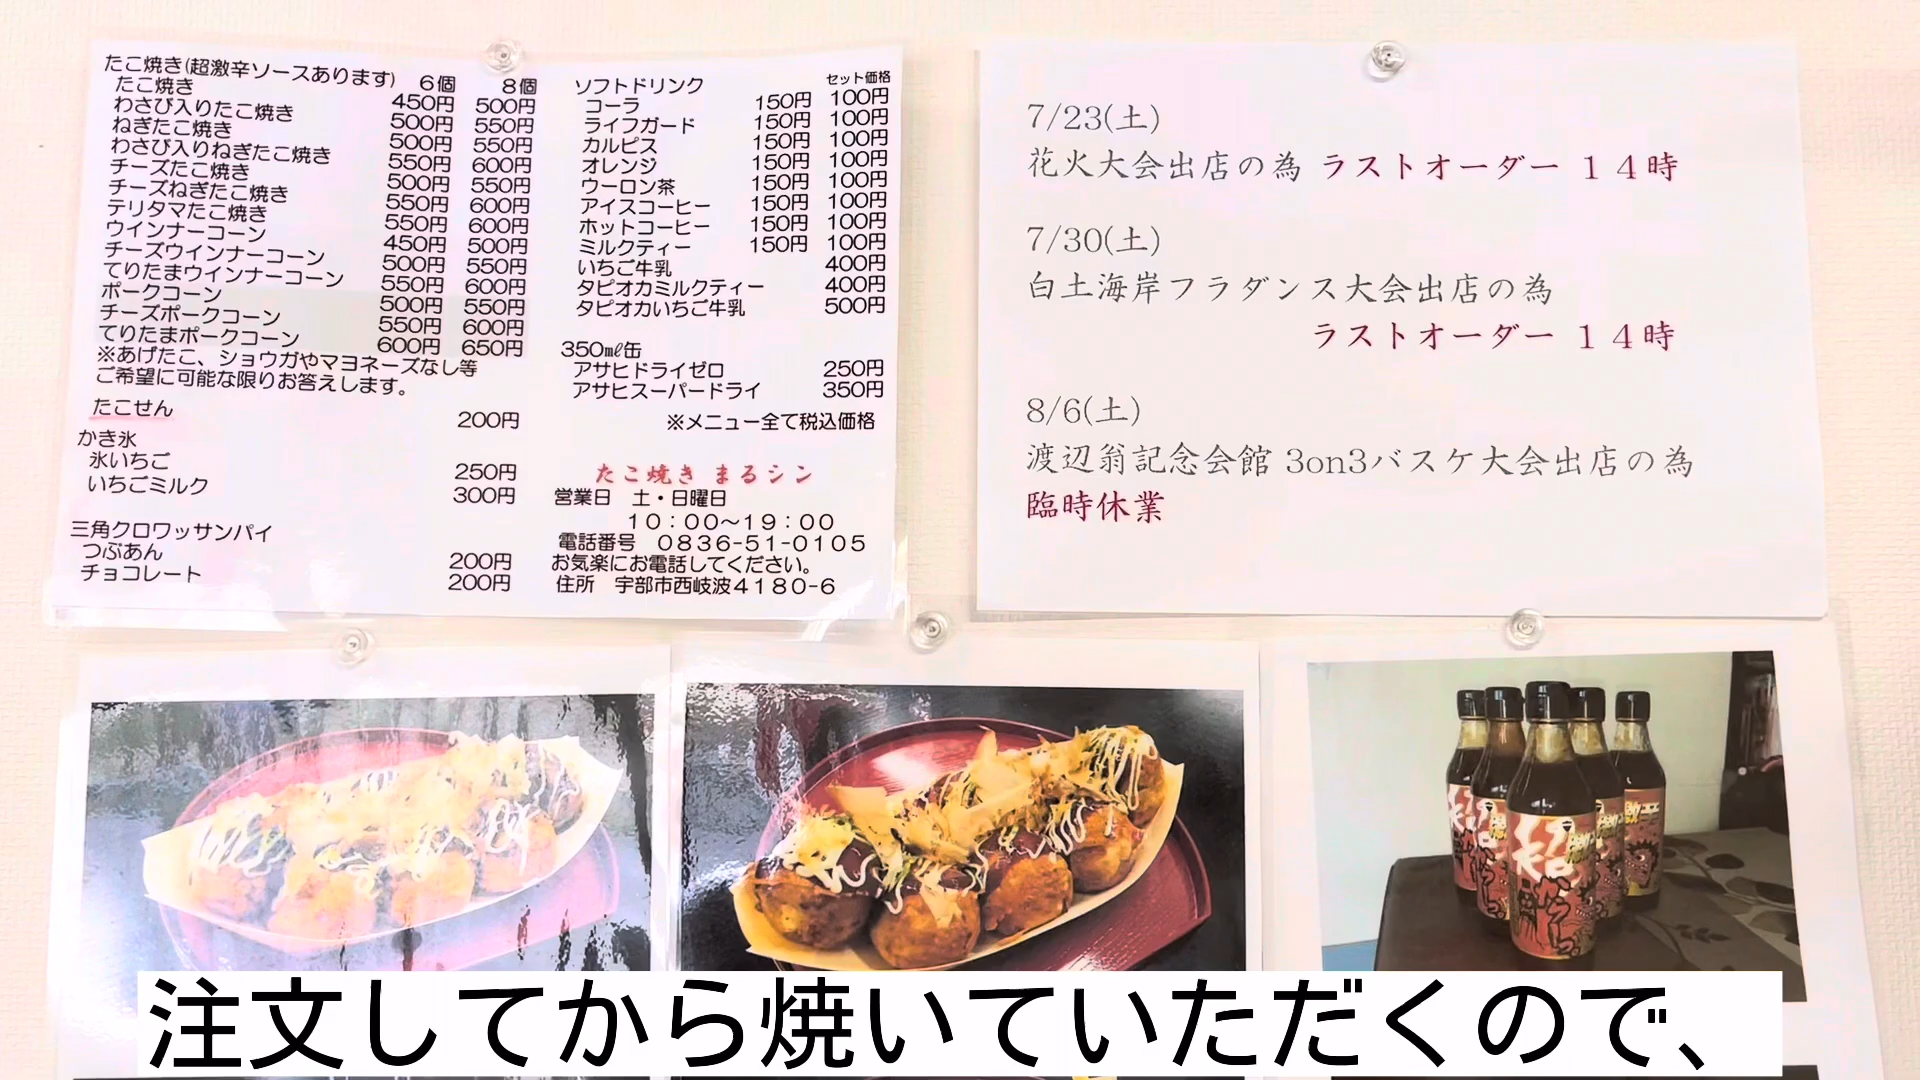 たこ焼き(超激辛ソースあります) 6個 8個
たこ焼き 450円 500円
わさび入りたこ焼き 500円 550円
ねぎたこ焼き 500円 550円
わさび入りねぎたこ焼き 550円 600円
チーズたこ焼き 500円 550円
チーズねぎたこ焼き 550円 600円
テリタマたこ焼き 550円 600円
ウインナーコーン 450円 500円
チーズウインナーコーン 500円 550円
てりたまウインナーコーン 550円 600円
ポークコーン 500円 550円
チーズポークコーン 550円 600円
てりたまポークコーン 600円 650円
※あげたこ、ショウガやマヨネーズなし等
ご希望に可能な限りお答えします。
たこせん 200円
かき氷
氷いちご 250円
いちごミルク 300円
三角クロワッサンパイ
つぶあん 200円
チョコレート 200円
ソフトドリンク セット価格
コーラ 150円 100円
ライフガード 150円 100円
カルピス 150円 100円
オレンジ 150円 100円
ウーロン茶 150円 100円
アイスコーヒー 150円 100円
ホットコーヒー 150円 100円
ミルクティー 150円 100円
いちご牛乳 400円
タピオカミルクティー 400円
タピオカいちご牛乳 500円
350㎖缶
アサヒドライゼロ 250円
アサヒスーパードライ 350円
※メニュー全て税込価格
たこ焼き まるシン
営業日 土・日曜日
10:00～19:00
電話番号 0836-51-0105
お気楽にお電話してください。
住所 宇部市西岐波4180-6
7/23(土)
花火大会出店の為 ラストオーダー 14時
7/30(土)
白土海岸フラダンス大会出店の為
ラストオーダー 14時
8/6(土)
渡辺翁記念会館 3on3バスケ大会出店の為
臨時休業
注文してから焼いていただくので、